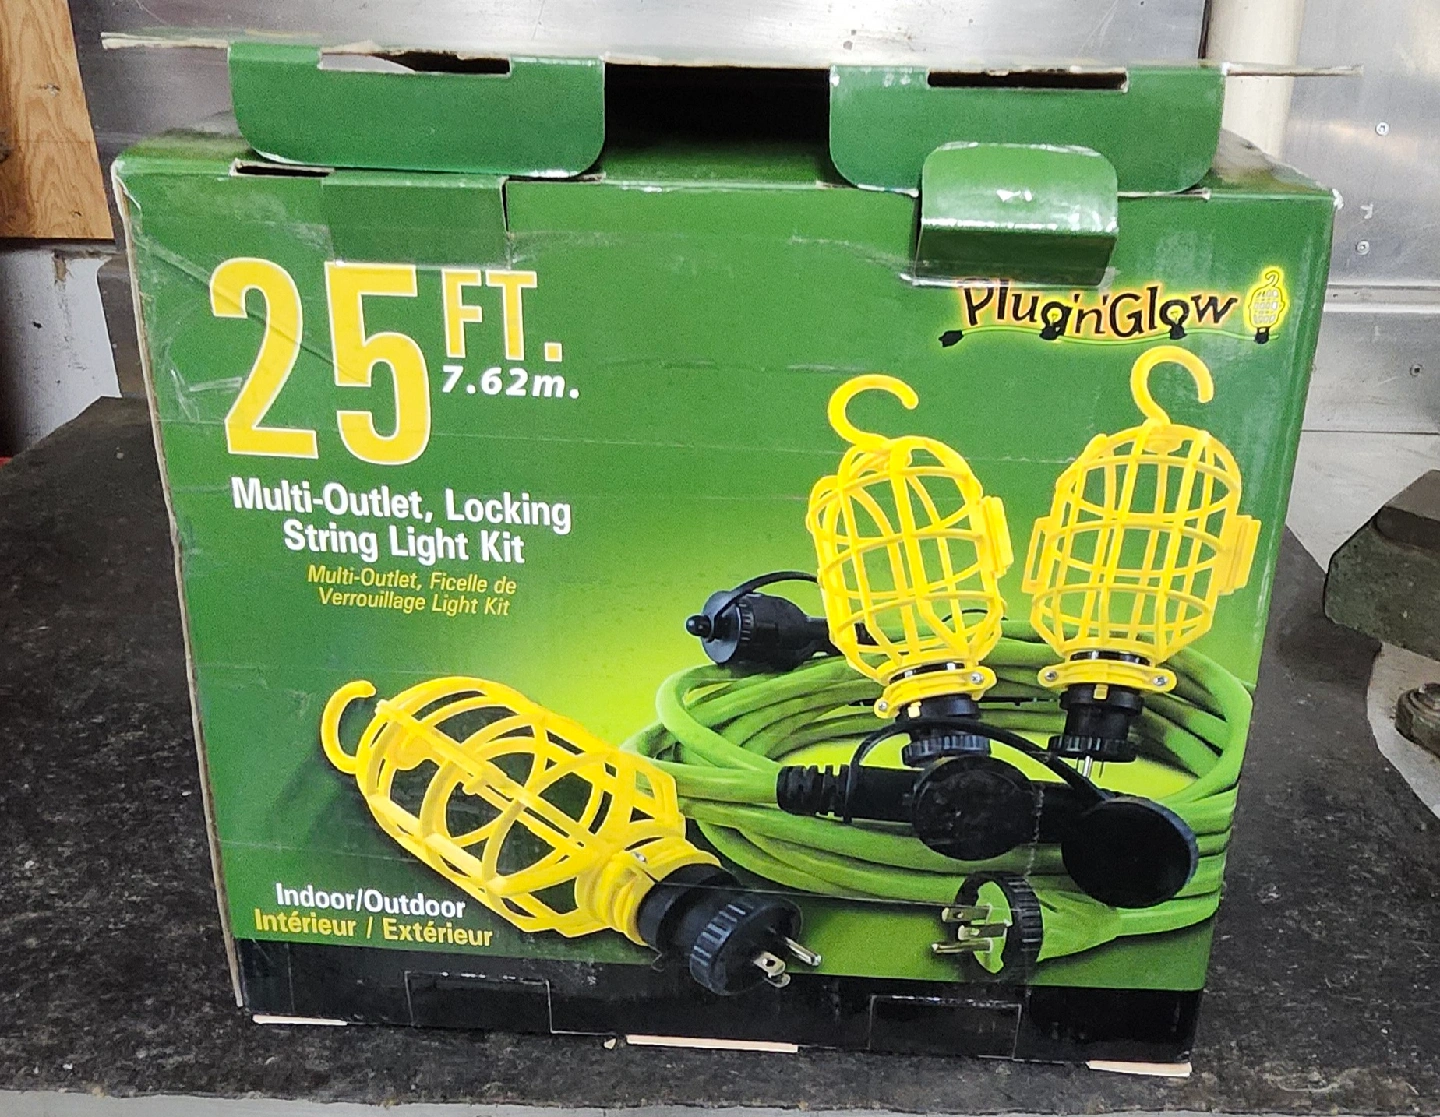 25 FT.
7.62m.
Plug'n'Glow
Multi-Outlet, Locking
String Light Kit
Multi-Outlet, Ficelle de
Verrouillage Light Kit
Indoor/Outdoor
Intérieur / Extérieur